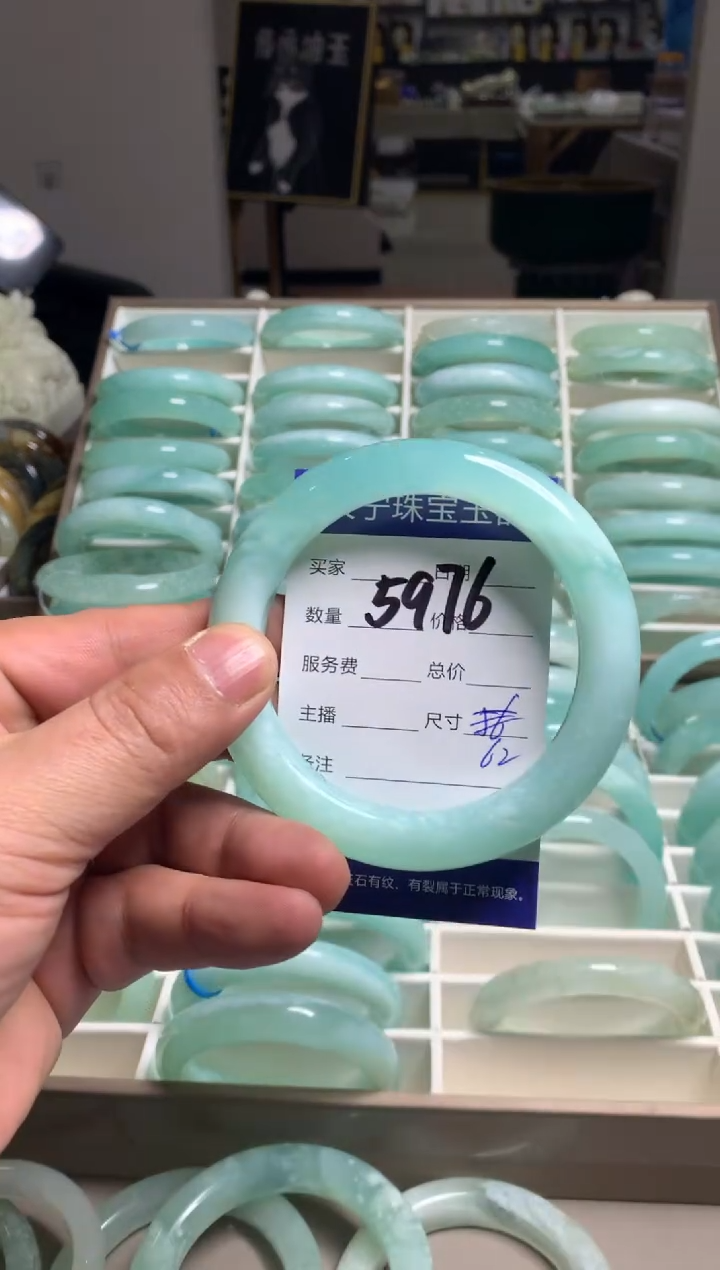 珠宝玉
买家
5976
数量 价格
服务费 总价
主播 尺寸
62
备注
石有纹、有裂属于正常现象。